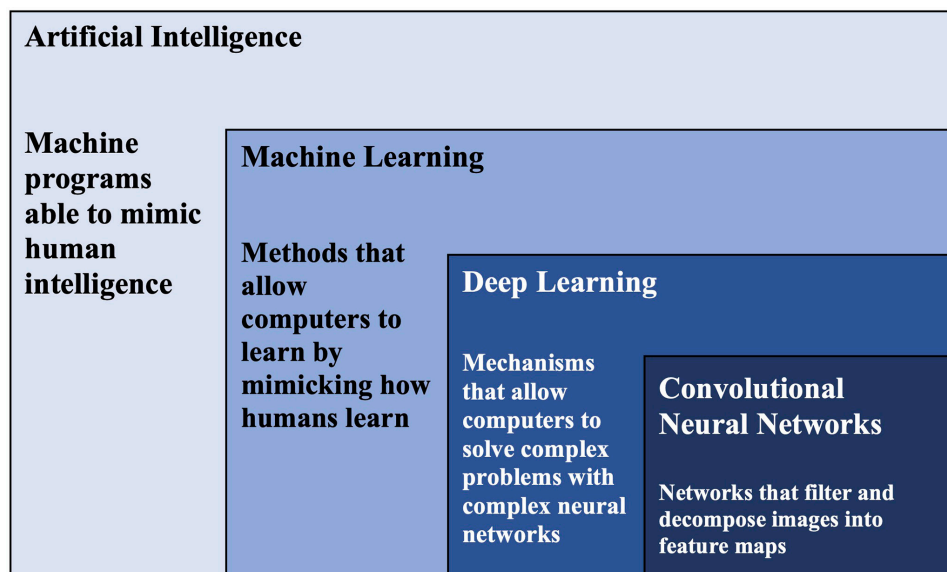 Artificial Intelligence
Machine
programs
able to mimic
human
intelligence
Machine Learning
Methods that
allow
computers to
learn by
mimicking how
humans learn
Deep Learning
Mechanisms
that allow
computers to
solve complex
problems with
complex neural
networks
Convolutional
Neural Networks
Networks that filter and
decompose images into
feature maps